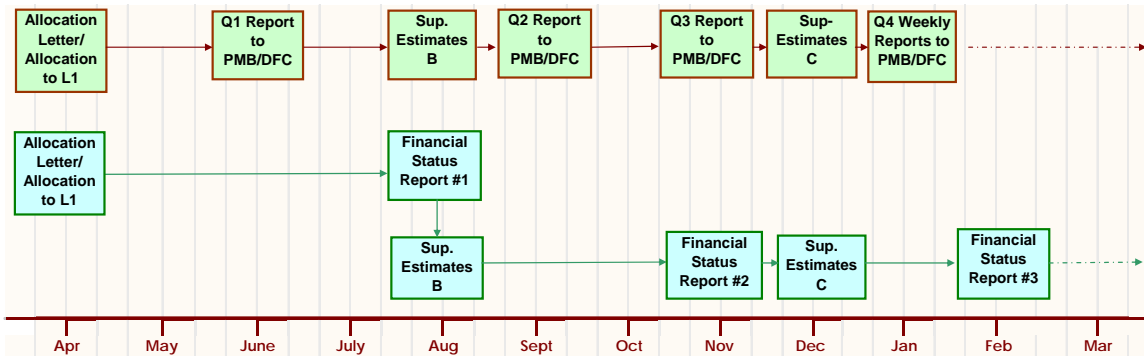 Allocation
Letter/
Allocation
to L1
Q1 Report
to
PMB/DFC
Sup.
Estimates
B
Q2 Report
to
PMB/DFC
Q3 Report
to
PMB/DFC
Sup-
Estimates
C
Q4 Weekly
Reports to
PMB/DFC
Allocation
Letter/
Allocation
to L1
Financial
Status
Report #1
Sup.
Estimates
B
Financial
Status
Report #2
Sup.
Estimates
C
Financial
Status
Report #3
Apr May June July Aug Sept Oct Nov Dec Jan Feb Mar